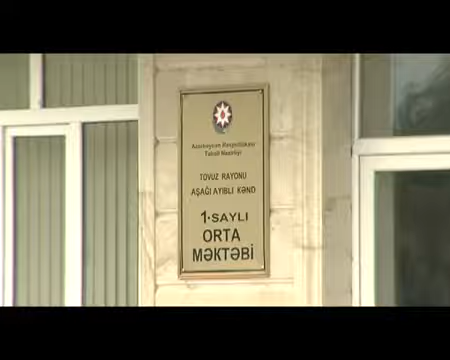 Azərbaycan Respublikası
Təhsil Nazirliyi
TOVUZ RAYONU
AŞAĞI AYIBLI KƏND
1-SAYLI
ORTA
MƏKTƏBİ